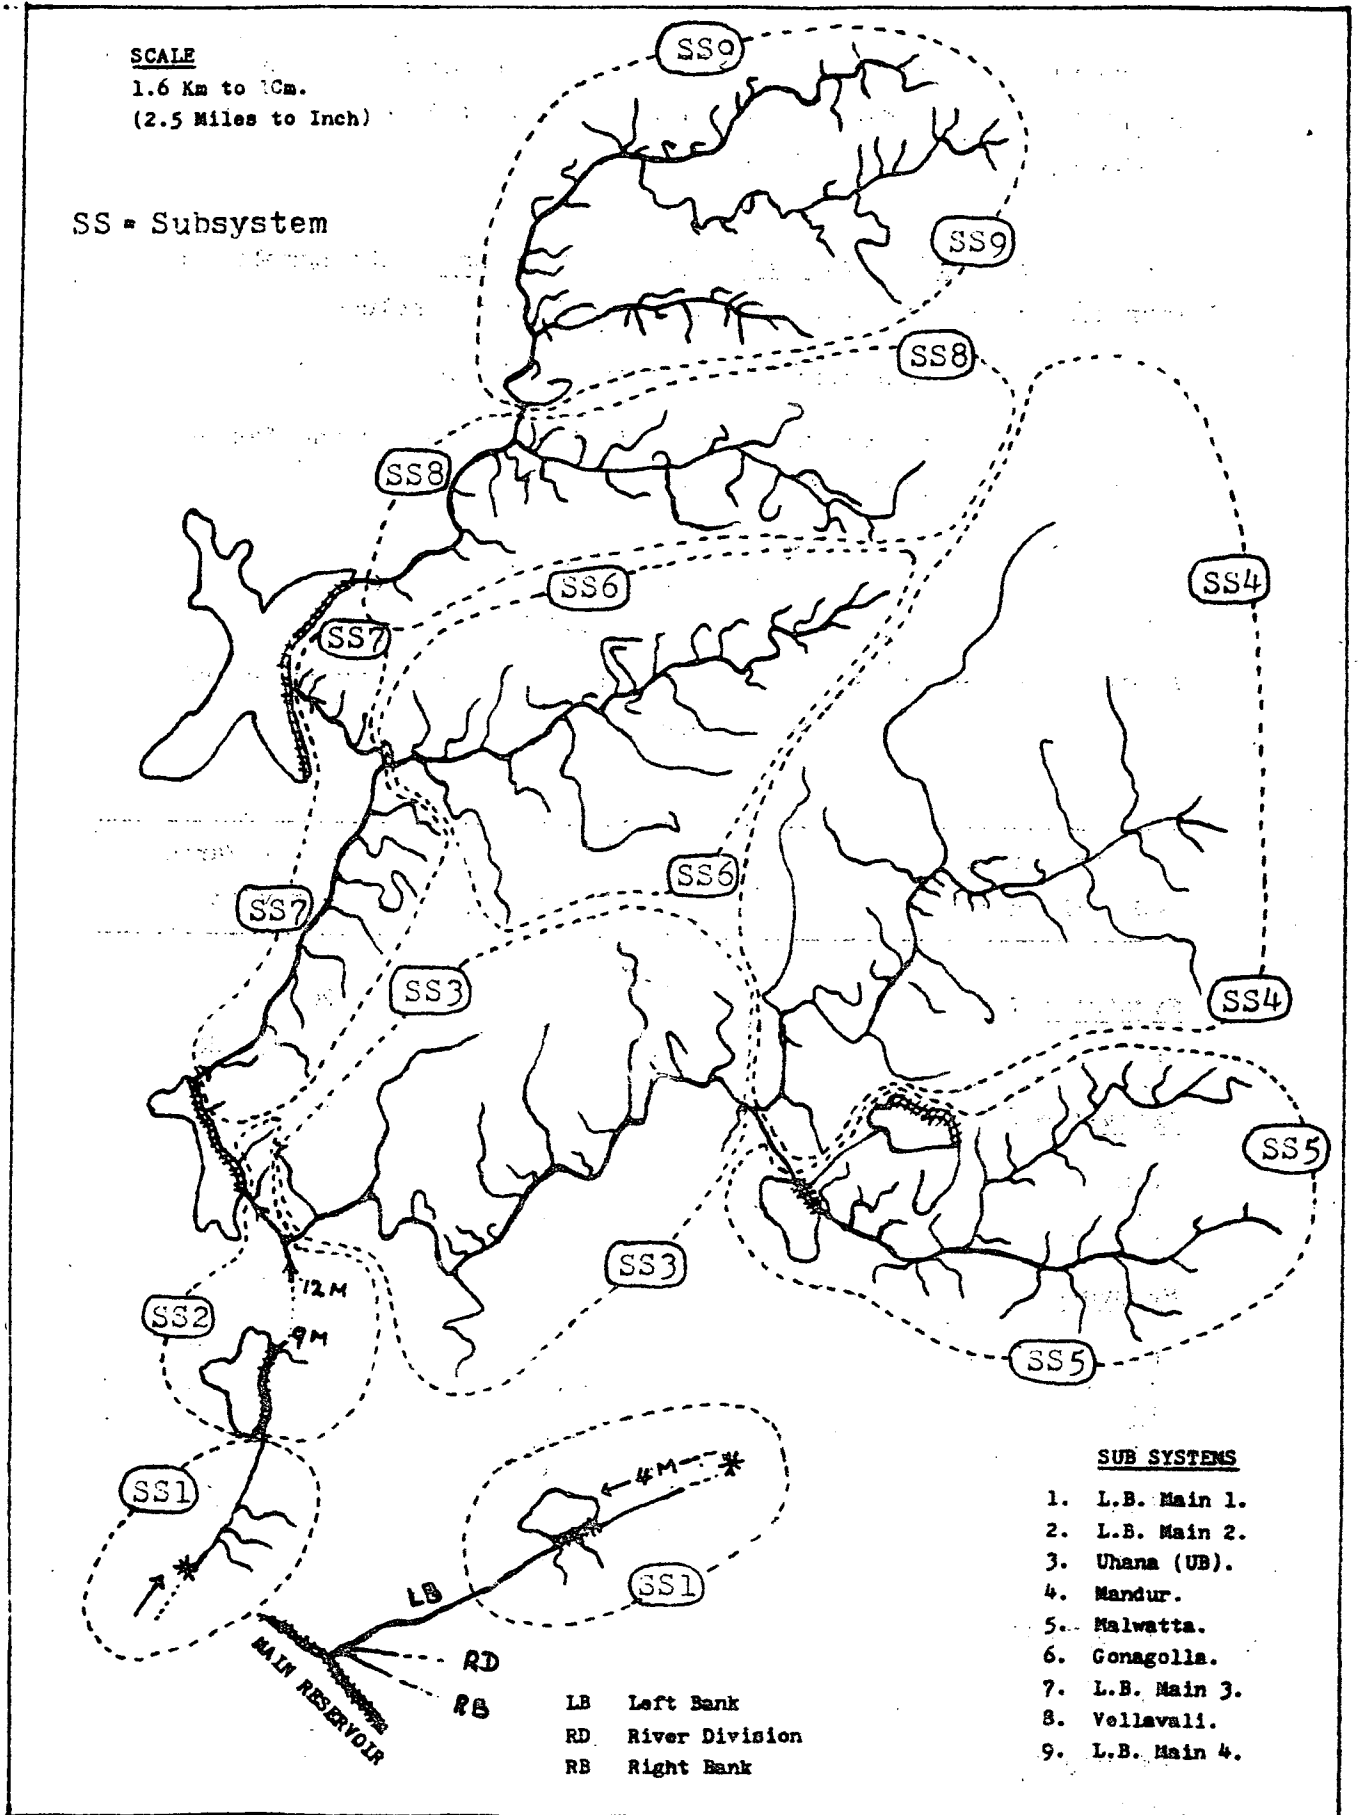 SCALE
1.6 Km to 1Cm.
(2.5 Miles to Inch)
SS = Subsystem
SS9
SS9
SS8
SS8
SS4
SS6
SS7
SS6
SS7
SS3
SS4
SS5
SS3
12M
SS2
9M
SS5
4M
SS1
SS1
LB
MAIN RESERVOIR
RD
RB
LB Left Bank
RD River Division
RB Right Bank
SUB SYSTEMS
1. L.B. Main 1.
2. L.B. Main 2.
3. Uhana (UB).
4. Mandur.
5. Malwatta.
6. Gonagolla.
7. L.B. Main 3.
8. Vellavali.
9. L.B. Main 4.